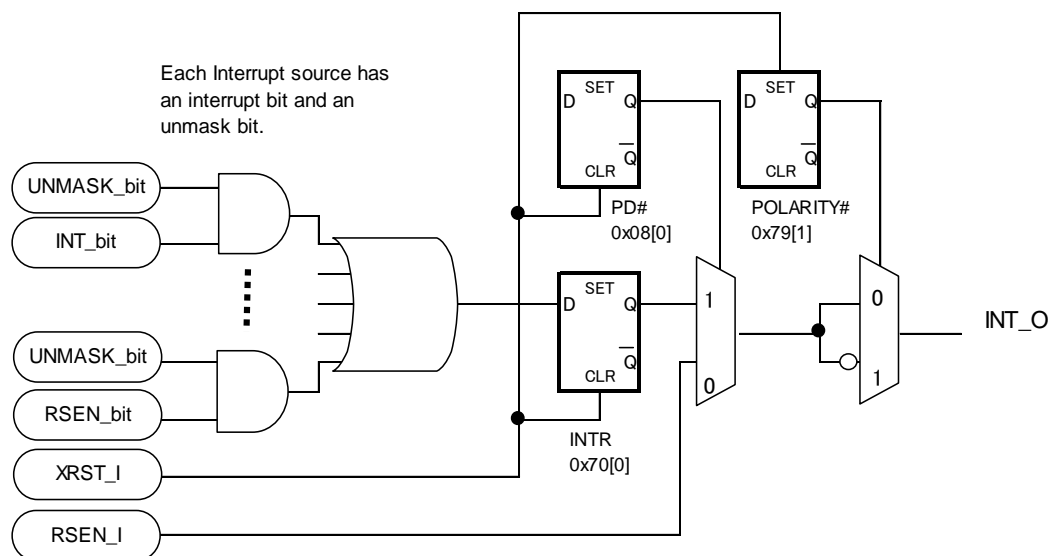 Each Interrupt source has
an interrupt bit and an
unmask bit.
UNMASK_bit
INT_bit
UNMASK_bit
RSEN_bit
XRST_I
RSEN_I
SET
D
Q
Q
CLR
PD#
0x08[0]
SET
D
Q
Q
CLR
POLARITY#
0x79[1]
SET
D
Q
Q
CLR
INTR
0x70[0]
1
0
0
1
INT_O